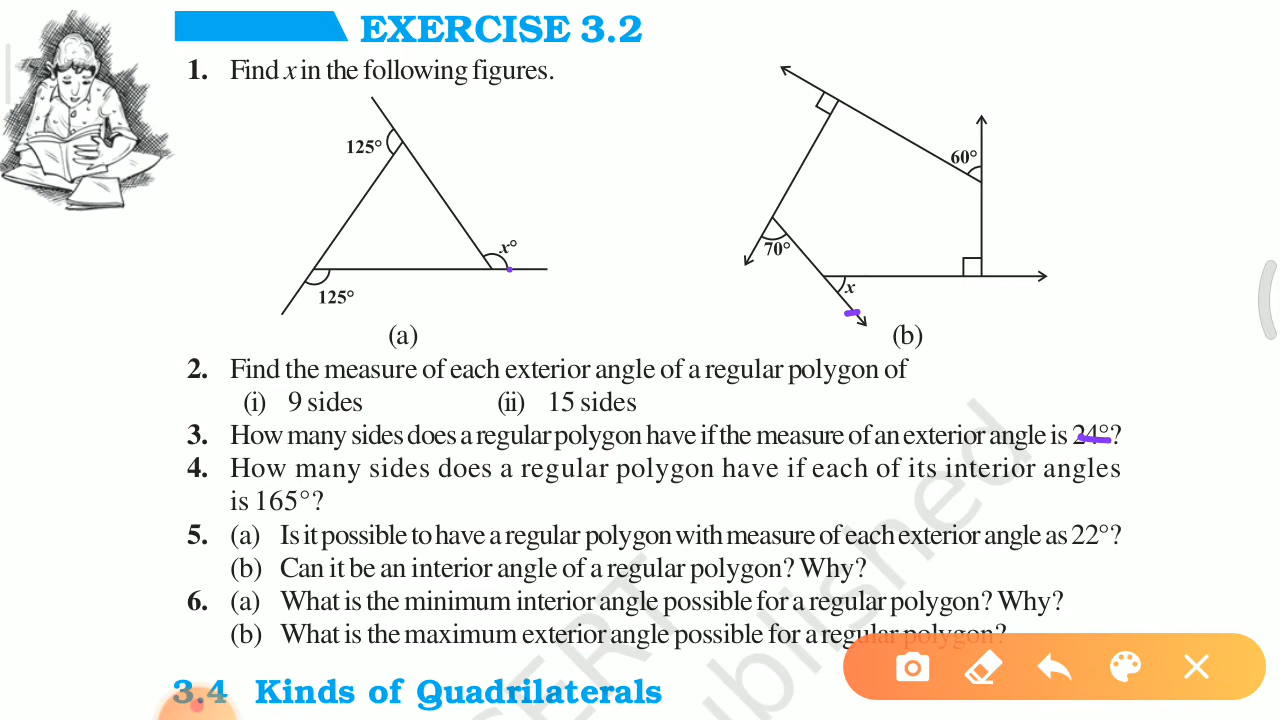 EXERCISE 3.2
1. Find x in the following figures.
125°
x°
125°
(a)
60°
70°
x
(b)
2. Find the measure of each exterior angle of a regular polygon of
(i) 9 sides (ii) 15 sides
3. How many sides does a regular polygon have if the measure of an exterior angle is 24°?
4. How many sides does a regular polygon have if each of its interior angles
is 165°?
5. (a) Is it possible to have a regular polygon with measure of each exterior angle as 22°?
(b) Can it be an interior angle of a regular polygon? Why?
6. (a) What is the minimum interior angle possible for a regular polygon? Why?
(b) What is the maximum exterior angle possible for a regular polygon?
3.4 Kinds of Quadrilaterals